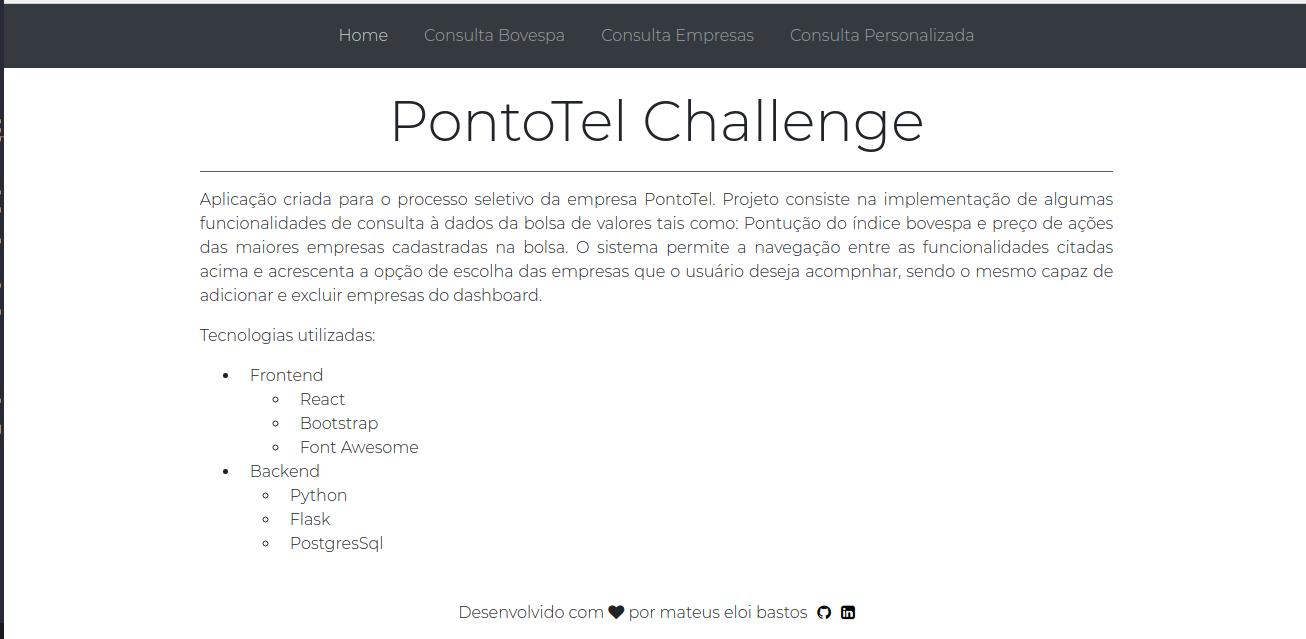 Home Consulta Bovespa Consulta Empresas Consulta Personalizada
PontoTel Challenge
Aplicação criada para o processo seletivo da empresa PontoTel. Projeto consiste na implementação de algumas
funcionalidades de consulta à dados da bolsa de valores tais como: Pontução do índice bovespa e preço de ações
das maiores empresas cadastradas na bolsa. O sistema permite a navegação entre as funcionalidades citadas
acima e acrescenta a opção de escolha das empresas que o usuário deseja acompnhar, sendo o mesmo capaz de
adicionar e excluir empresas do dashboard.
Tecnologias utilizadas:
Frontend
React
Bootstrap
Font Awesome
Backend
Python
Flask
PostgresSql
Desenvolvido com por mateus eloi bastos